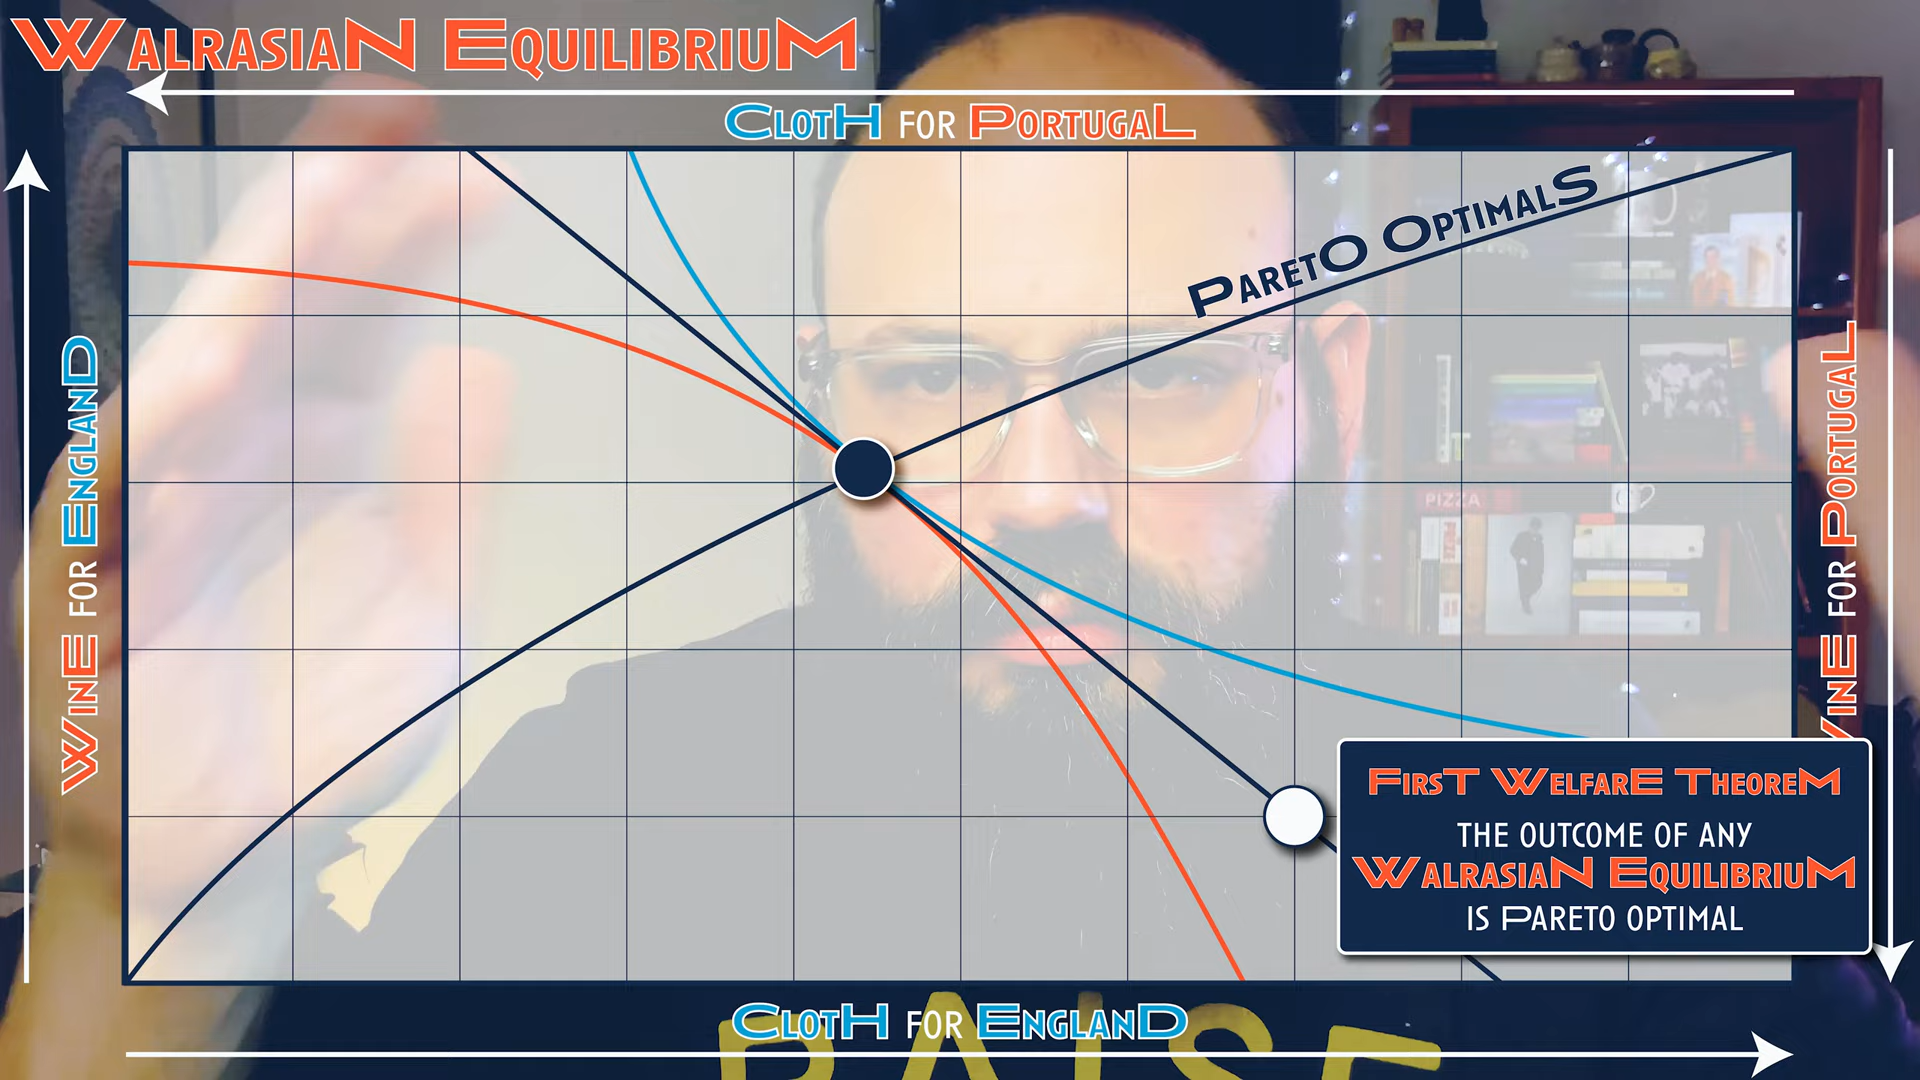 WALRASIAN EQUILIBRIUM
CLOTH FOR PORTUGAL
PARETO OPTIMALS
WINE FOR ENGLAND
WINE FOR PORTUGAL
PIZZA
FIRST WELFARE THEOREM
THE OUTCOME OF ANY
WALRASIAN EQUILIBRIUM
IS PARETO OPTIMAL
CLOTH FOR ENGLAND
RAISE